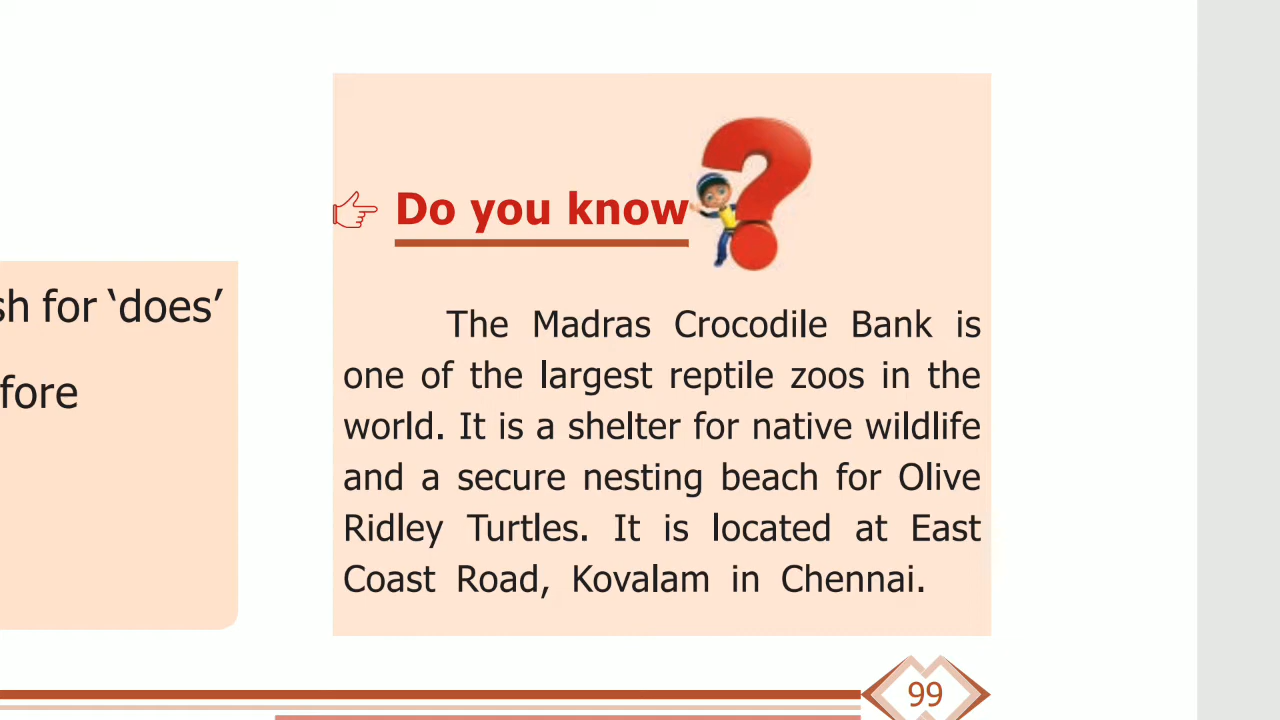 sh for ‘does’
fore
Do you know
The Madras Crocodile Bank is
one of the largest reptile zoos in the
world. It is a shelter for native wildlife
and a secure nesting beach for Olive
Ridley Turtles. It is located at East
Coast Road, Kovalam in Chennai.
99